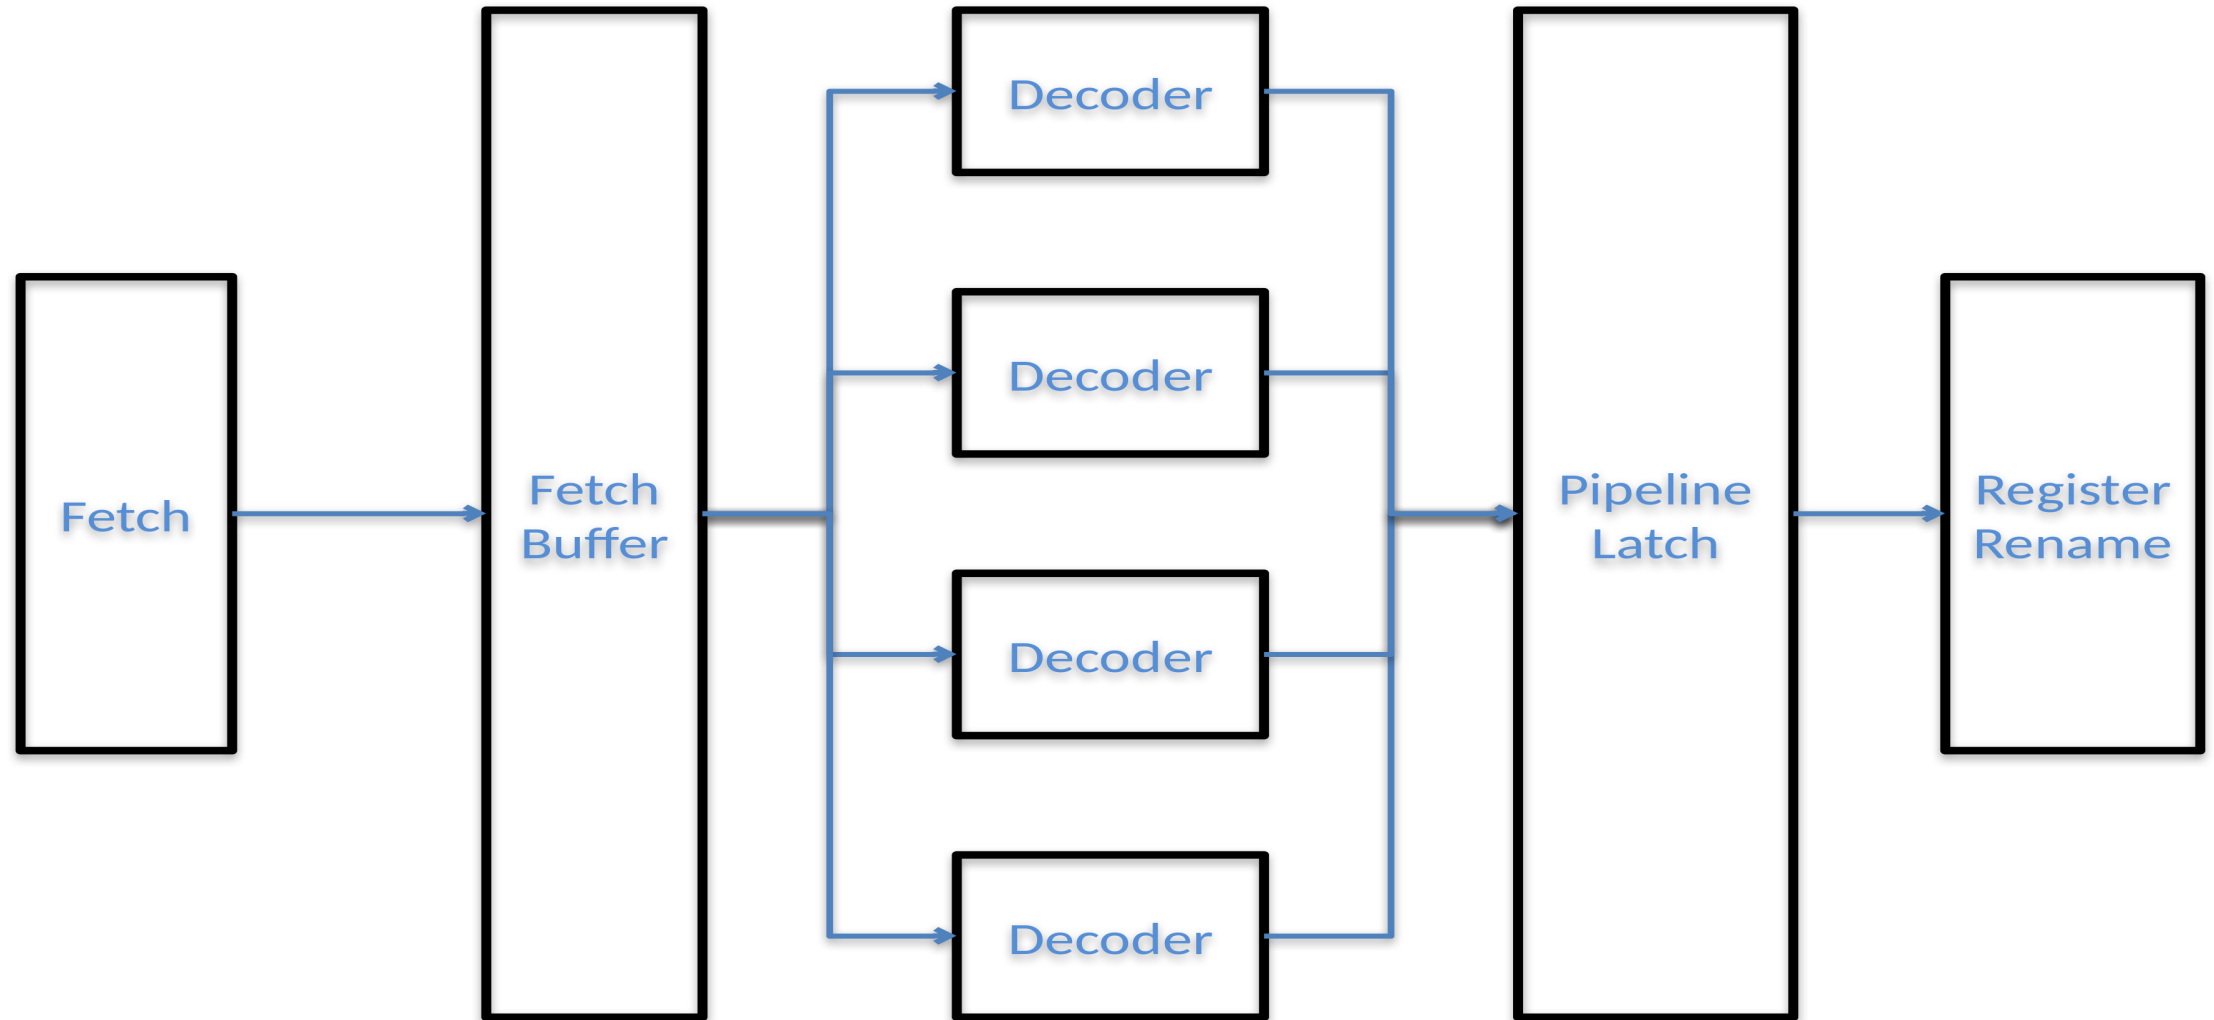 Fetch
Fetch
Buffer
Decoder
Decoder
Decoder
Decoder
Pipeline
Latch
Register
Rename